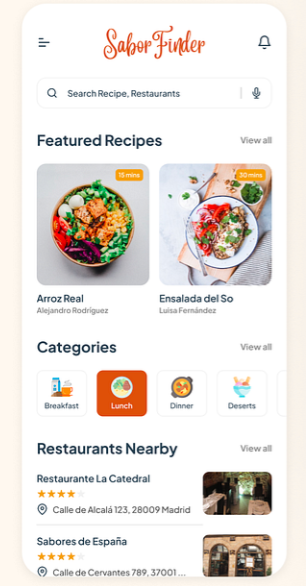 Sabor Finder
Search Recipe, Restaurants
Featured Recipes View all
15 mins
30 mins
Arroz Real
Alejandro Rodríguez
Ensalada del So
Luisa Fernández
Categories View all
Breakfast
Lunch
Dinner
Deserts
Restaurants Nearby View all
Restaurante La Catedral
Calle de Alcalá 123, 28009 Madrid
Sabores de España
Calle de Cervantes 789, 37001 ...